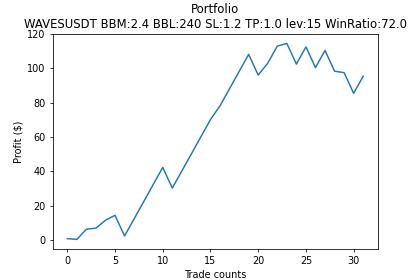 Portfolio
WAVESUSDT BBM:2.4 BBL:240 SL:1.2 TP:1.0 lev:15 WinRatio:72.0
120
100
80
60
40
20
0
Profit ($)
0 5 10 15 20 25 30
Trade counts